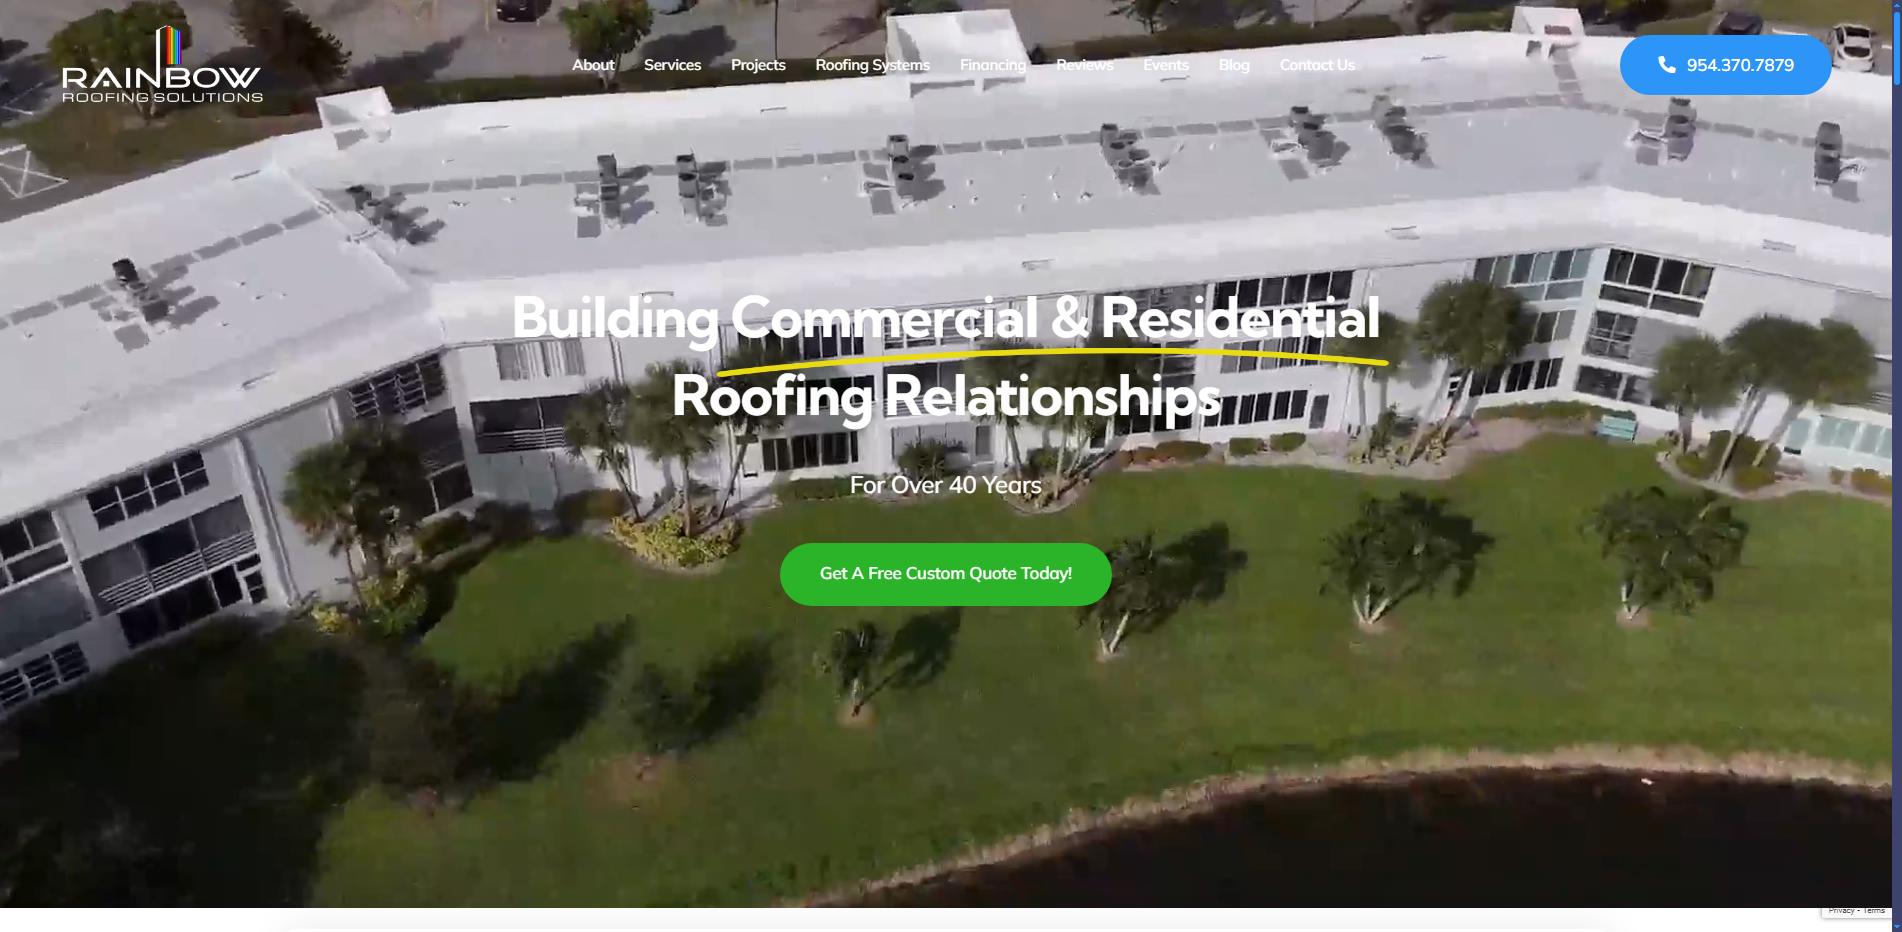 RAINBOW
ROOFING SOLUTIONS
About Services Projects Roofing Systems Financing Reviews Events Blog Contact Us
954.370.7879
Building Commercial & Residential
Roofing Relationships
For Over 40 Years
Get A Free Custom Quote Today!
Privacy - Terms